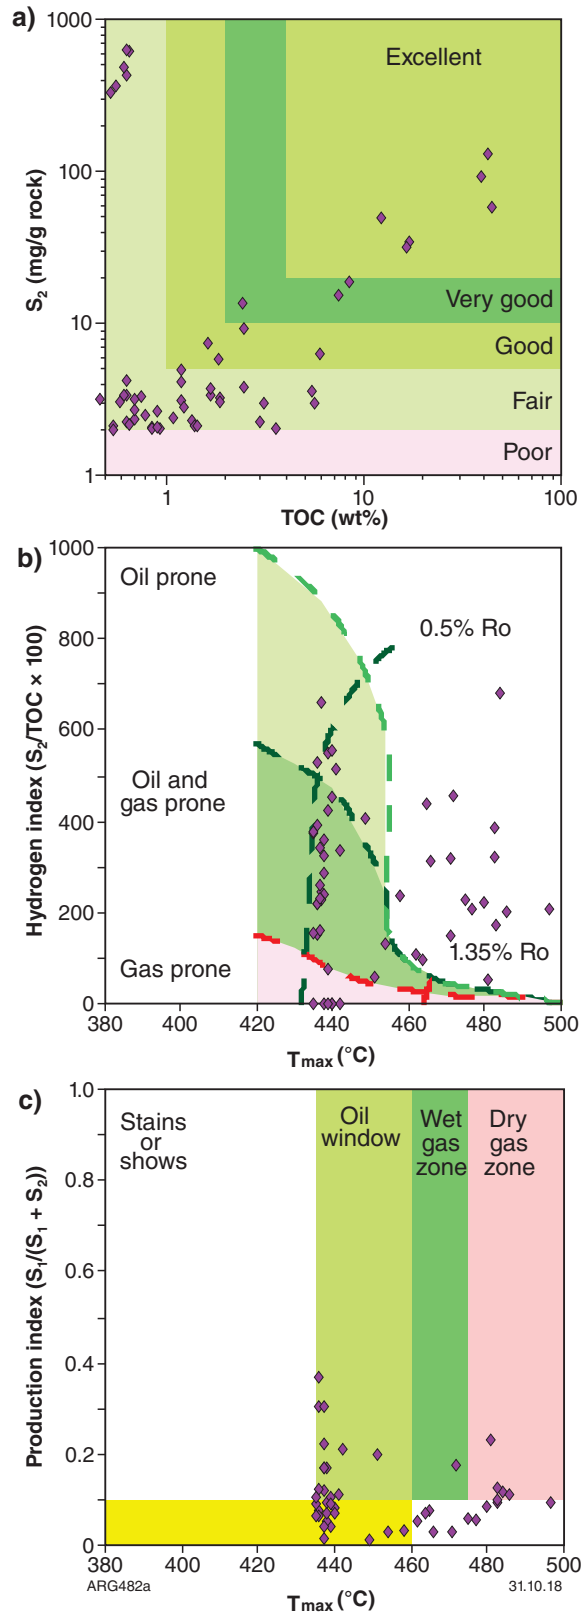 a)
1000
100
10
1
S2 (mg/g rock)
Excellent
Very good
Good
Fair
Poor
1
10
100
TOC (wt%)
b)
1000
800
600
400
200
0
Hydrogen index (S2/TOC × 100)
Oil prone
0.5% Ro
Oil and
gas prone
Gas prone
1.35% Ro
380
400
420
440
460
480
500
Tmax (°C)
c)
1.0
0.8
0.6
0.4
0.2
0
Production index (S1/(S1 + S2))
Stains
or
shows
Oil
window
Wet
gas
zone
Dry
gas
zone
380
400
420
440
460
480
500
Tmax (°C)
ARG482a
31.10.18